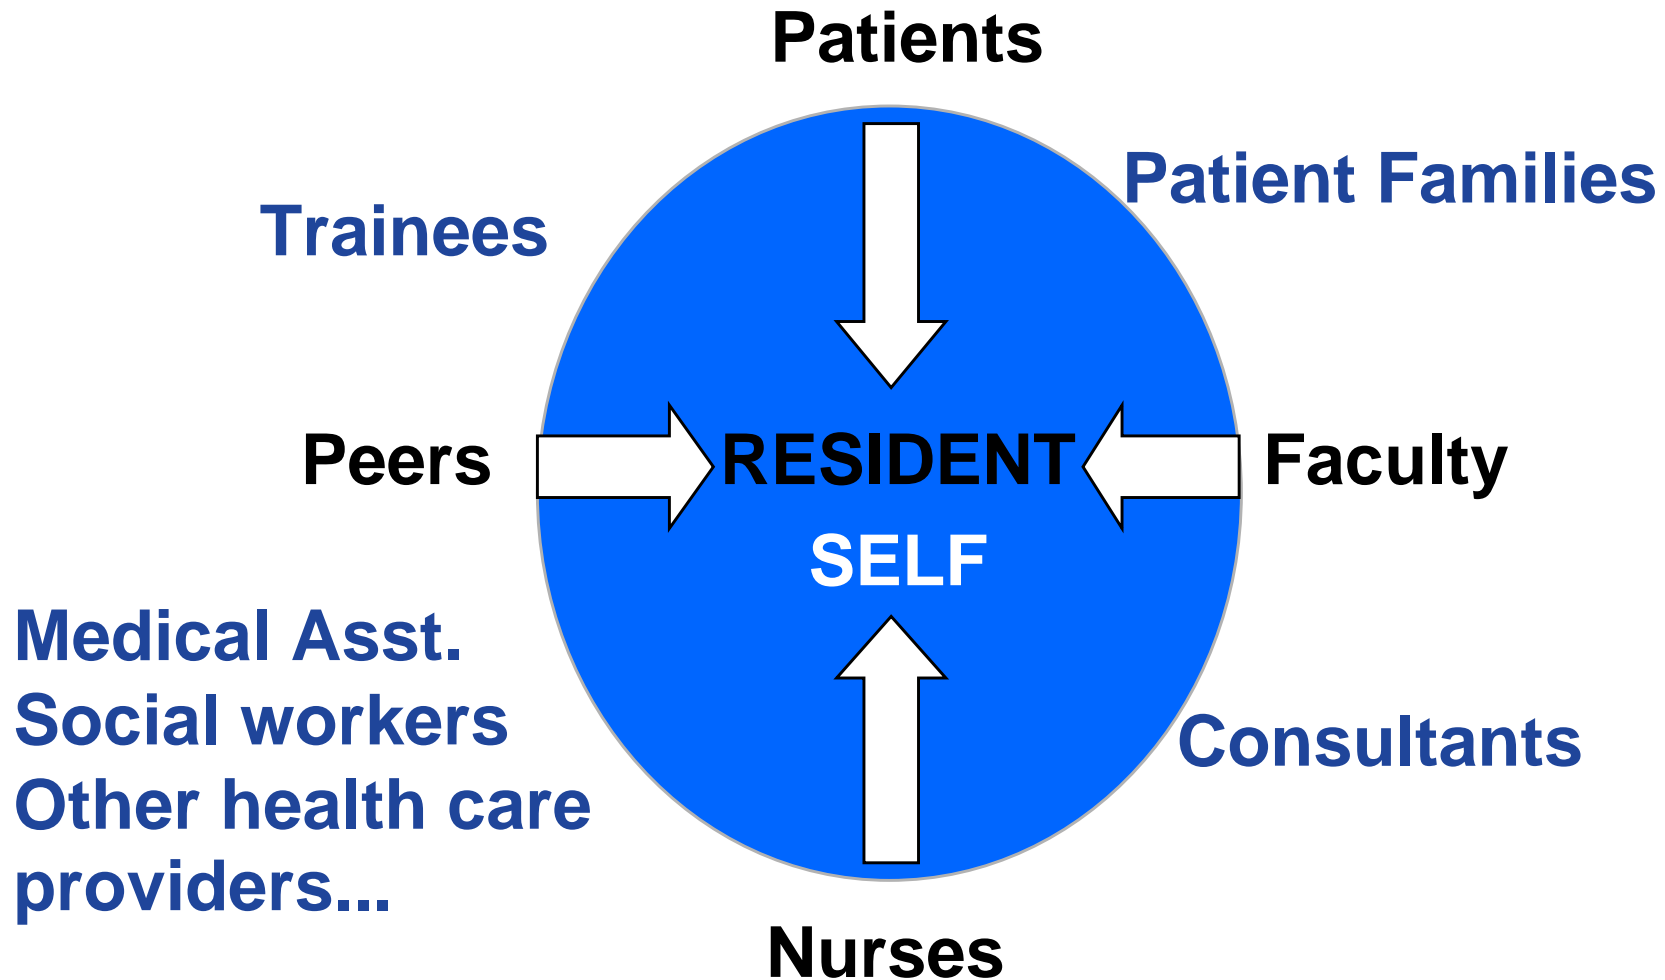 Patients
Patient Families
Trainees
Peers
RESIDENT
Faculty
SELF
Medical Asst.
Social workers
Other health care
providers...
Consultants
Nurses